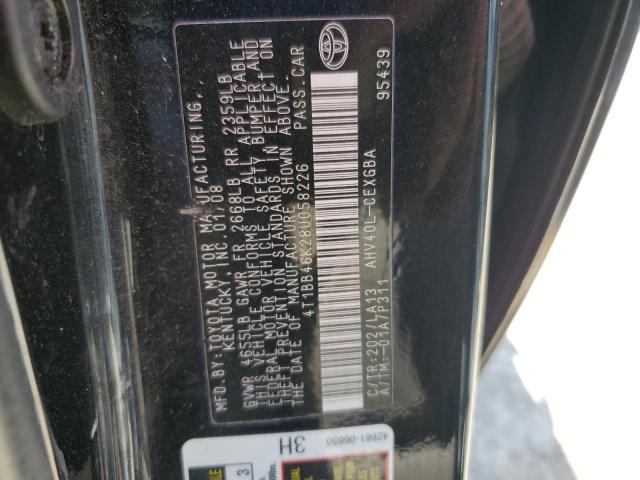 MFD.BY:TOYOTA MOTOR MANUFACTURING,
KENTUCKY,INC. 01/08
GVWR 4655LB GAWR FR 2668LB RR 2359LB
THIS VEHICLE CONFORMS TO ALL APPLICABLE
FEDERAL MOTOR VEHICLE SAFETY, BUMPER, AND
THEFT PREVENTION STANDARDS IN EFFECT ON
THE DATE OF MANUFACTURE SHOWN ABOVE.
4T1BB46K28U058226 PASS.CAR
C/TR:202/LA13 AHV40L-CEXGBA 95439
A/TM:-01A/P311
42661-06650
3H